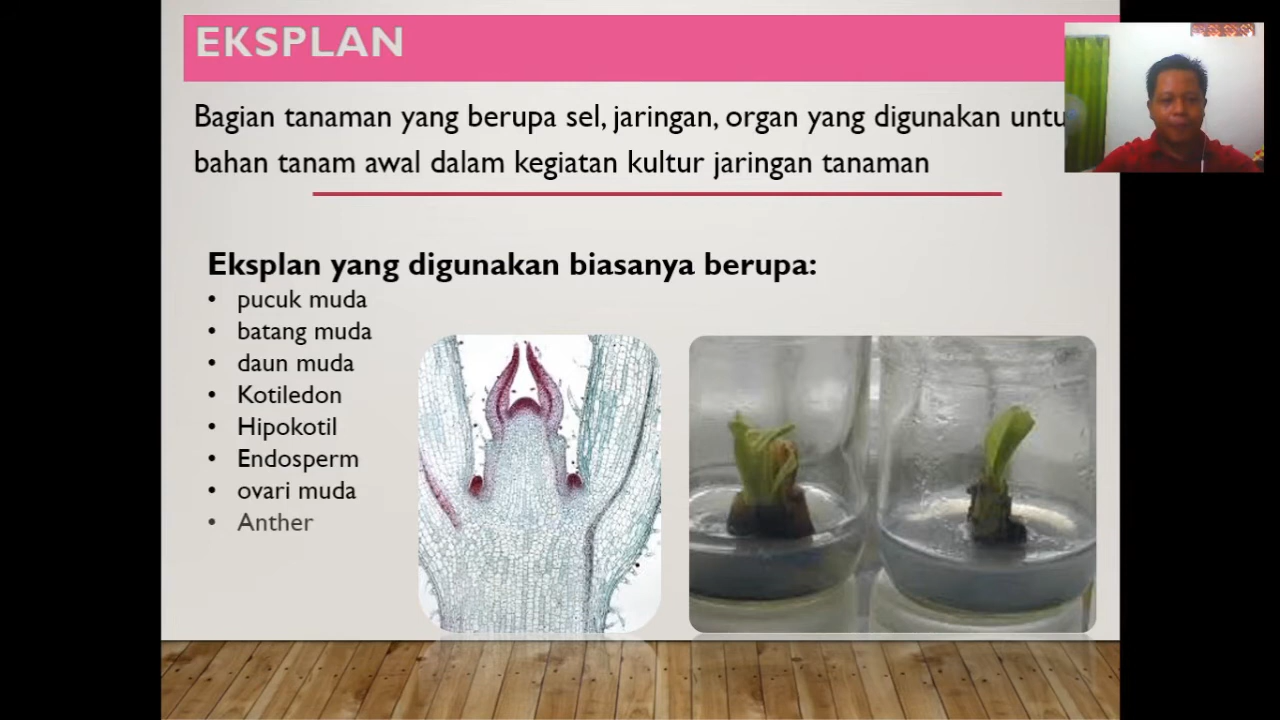 EKSPLAN
Bagian tanaman yang berupa sel, jaringan, organ yang digunakan untu
bahan tanam awal dalam kegiatan kultur jaringan tanaman
Eksplan yang digunakan biasanya berupa:
• pucuk muda
• batang muda
• daun muda
• Kotiledon
• Hipokotil
• Endosperm
• ovari muda
• Anther